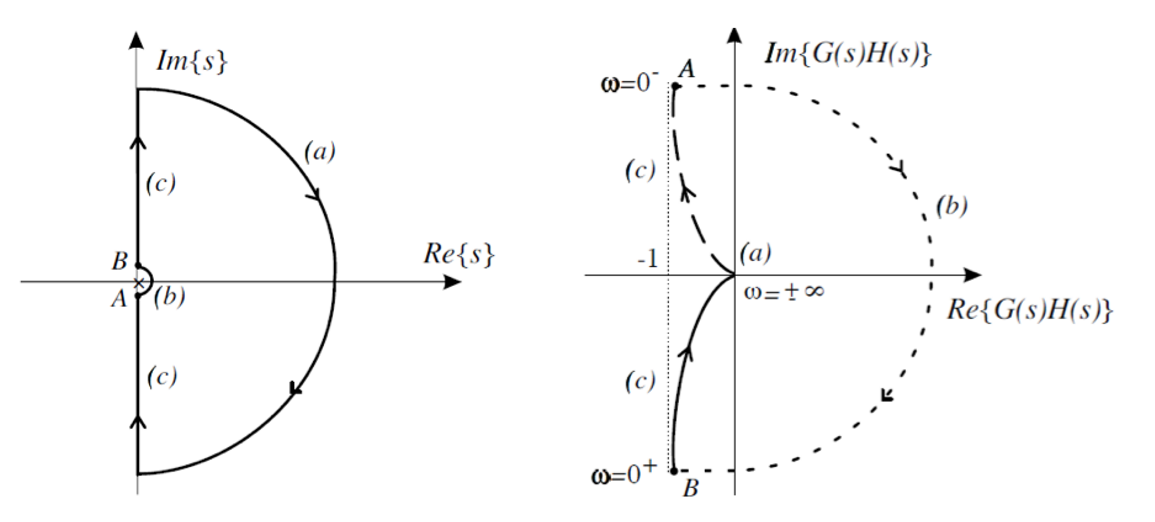 Im{s}
(a)
(c)
B
Re{s}
A
(b)
(c)
Im{G(s)H(s)}
ω=0⁻
A
(c)
(b)
-1
(a)
ω=±∞
Re{G(s)H(s)}
(c)
ω=0⁺
B